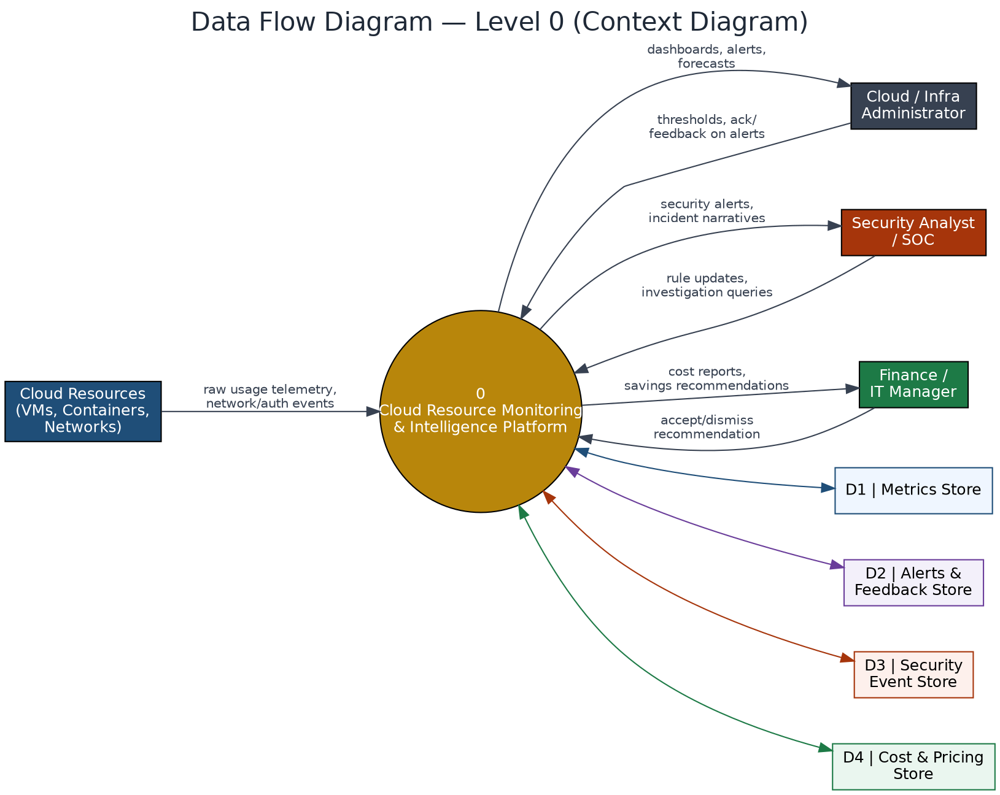 Data Flow Diagram — Level 0 (Context Diagram)
dashboards, alerts,
forecasts
Cloud / Infra
Administrator
thresholds, ack/
feedback on alerts
security alerts,
incident narratives
Security Analyst
/ SOC
rule updates,
investigation queries
cost reports,
savings recommendations
Finance /
IT Manager
Cloud Resources
(VMs, Containers,
Networks)
raw usage telemetry,
network/auth events
0
Cloud Resource Monitoring
& Intelligence Platform
accept/dismiss
recommendation
D1 | Metrics Store
D2 | Alerts &
Feedback Store
D3 | Security
Event Store
D4 | Cost & Pricing
Store